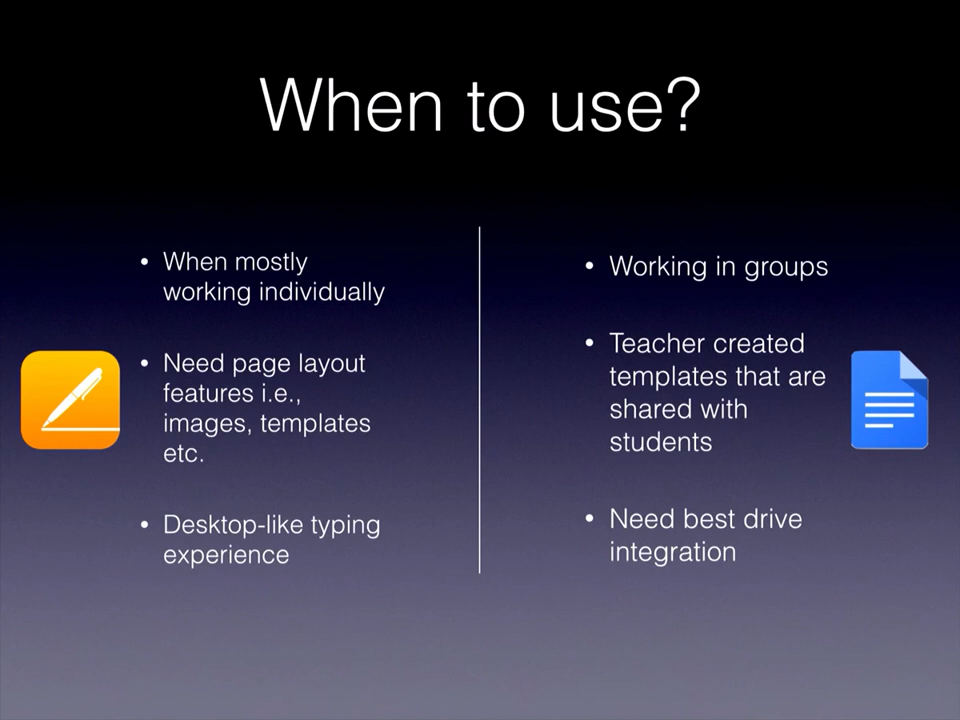 When to use?
• When mostly
working individually
• Need page layout
features i.e.,
images, templates
etc.
• Desktop-like typing
experience
• Working in groups
• Teacher created
templates that are
shared with
students
• Need best drive
integration